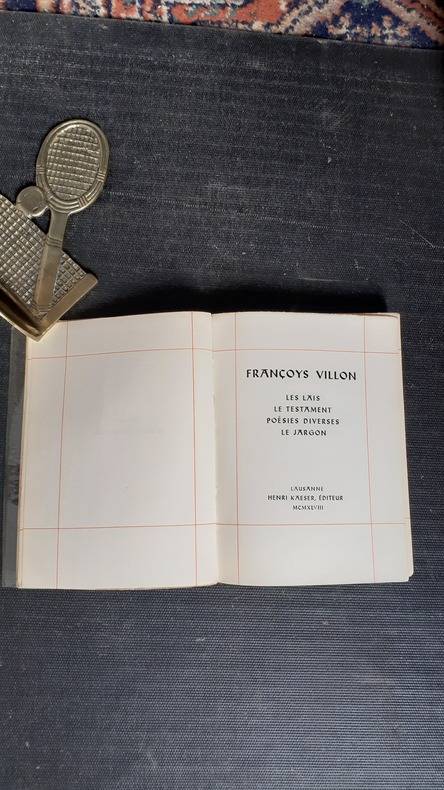 FRANÇOYS VILLON
LES LAIS
LE TESTAMENT
POÉSIES DIVERSES
LE JARGON
LAUSANNE
HENRI KAESER, ÉDITEUR
MCMXLVIII